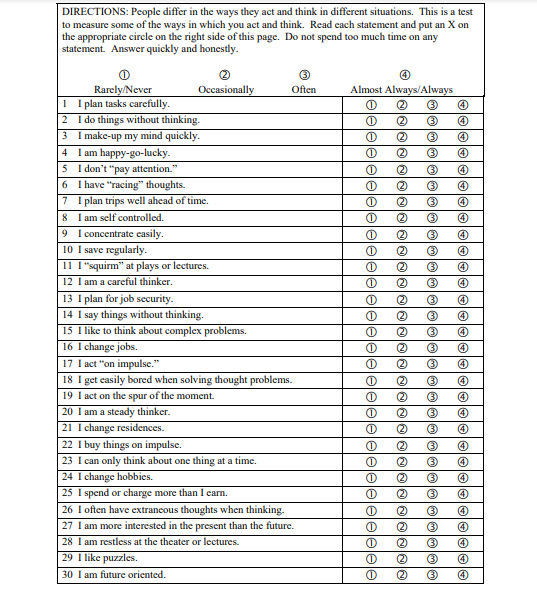 DIRECTIONS: People differ in the ways they act and think in different situations. This is a test
to measure some of the ways in which you act and think. Read each statement and put an X on
the appropriate circle on the right side of this page. Do not spend too much time on any
statement. Answer quickly and honestly.
① ② ③ ④
Rarely/Never Occasionally Often Almost Always/Always
1 I plan tasks carefully. ① ② ③ ④
2 I do things without thinking. ① ② ③ ④
3 I make-up my mind quickly. ① ② ③ ④
4 I am happy-go-lucky. ① ② ③ ④
5 I don’t “pay attention.” ① ② ③ ④
6 I have “racing” thoughts. ① ② ③ ④
7 I plan trips well ahead of time. ① ② ③ ④
8 I am self controlled. ① ② ③ ④
9 I concentrate easily. ① ② ③ ④
10 I save regularly. ① ② ③ ④
11 I “squirm” at plays or lectures. ① ② ③ ④
12 I am a careful thinker. ① ② ③ ④
13 I plan for job security. ① ② ③ ④
14 I say things without thinking. ① ② ③ ④
15 I like to think about complex problems. ① ② ③ ④
16 I change jobs. ① ② ③ ④
17 I act “on impulse.” ① ② ③ ④
18 I get easily bored when solving thought problems. ① ② ③ ④
19 I act on the spur of the moment. ① ② ③ ④
20 I am a steady thinker. ① ② ③ ④
21 I change residences. ① ② ③ ④
22 I buy things on impulse. ① ② ③ ④
23 I can only think about one thing at a time. ① ② ③ ④
24 I change hobbies. ① ② ③ ④
25 I spend or charge more than I earn. ① ② ③ ④
26 I often have extraneous thoughts when thinking. ① ② ③ ④
27 I am more interested in the present than the future. ① ② ③ ④
28 I am restless at the theater or lectures. ① ② ③ ④
29 I like puzzles. ① ② ③ ④
30 I am future oriented. ① ② ③ ④